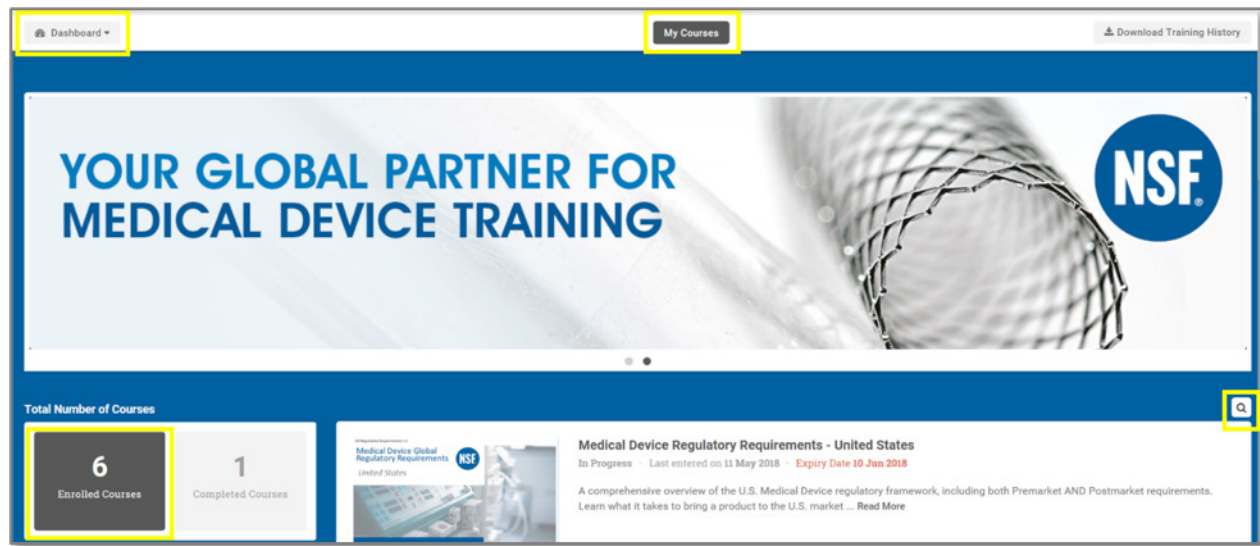 Dashboard
My Courses
Download Training History
YOUR GLOBAL PARTNER FOR
MEDICAL DEVICE TRAINING
NSF®
Total Number of Courses
6
Enrolled Courses
1
Completed Courses
Medical Device Global
Regulatory Requirements
United States
NSF
Medical Device Regulatory Requirements - United States
In Progress · Last entered on 11 May 2018 · Expiry Date 10 Jun 2018
A comprehensive overview of the U.S. Medical Device regulatory framework, including both Premarket AND Postmarket requirements.
Learn what it takes to bring a product to the U.S. market ... Read More